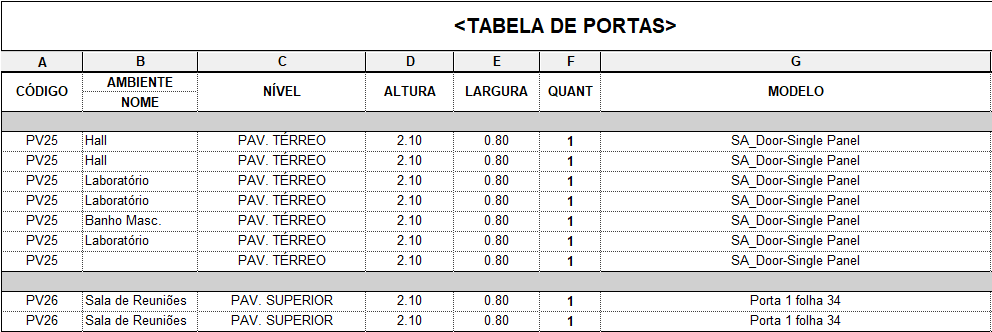 <TABELA DE PORTAS>
A B C D E F G
CÓDIGO AMBIENTE NÍVEL ALTURA LARGURA QUANT MODELO
NOME
PV25 Hall PAV. TÉRREO 2.10 0.80 1 SA_Door-Single Panel
PV25 Hall PAV. TÉRREO 2.10 0.80 1 SA_Door-Single Panel
PV25 Laboratório PAV. TÉRREO 2.10 0.80 1 SA_Door-Single Panel
PV25 Laboratório PAV. TÉRREO 2.10 0.80 1 SA_Door-Single Panel
PV25 Banho Masc. PAV. TÉRREO 2.10 0.80 1 SA_Door-Single Panel
PV25 Laboratório PAV. TÉRREO 2.10 0.80 1 SA_Door-Single Panel
PV25 PAV. TÉRREO 2.10 0.80 1 SA_Door-Single Panel
PV26 Sala de Reuniões PAV. SUPERIOR 2.10 0.80 1 Porta 1 folha 34
PV26 Sala de Reuniões PAV. SUPERIOR 2.10 0.80 1 Porta 1 folha 34